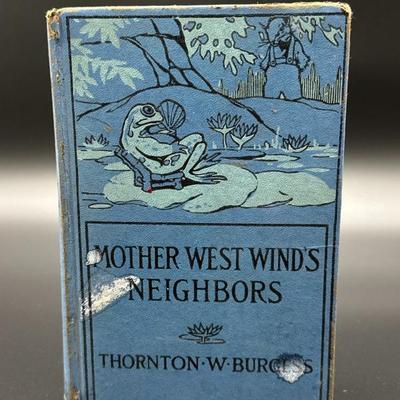 MOTHER WEST WIND'S
NEIGHBORS
THORNTON · W · BURGESS